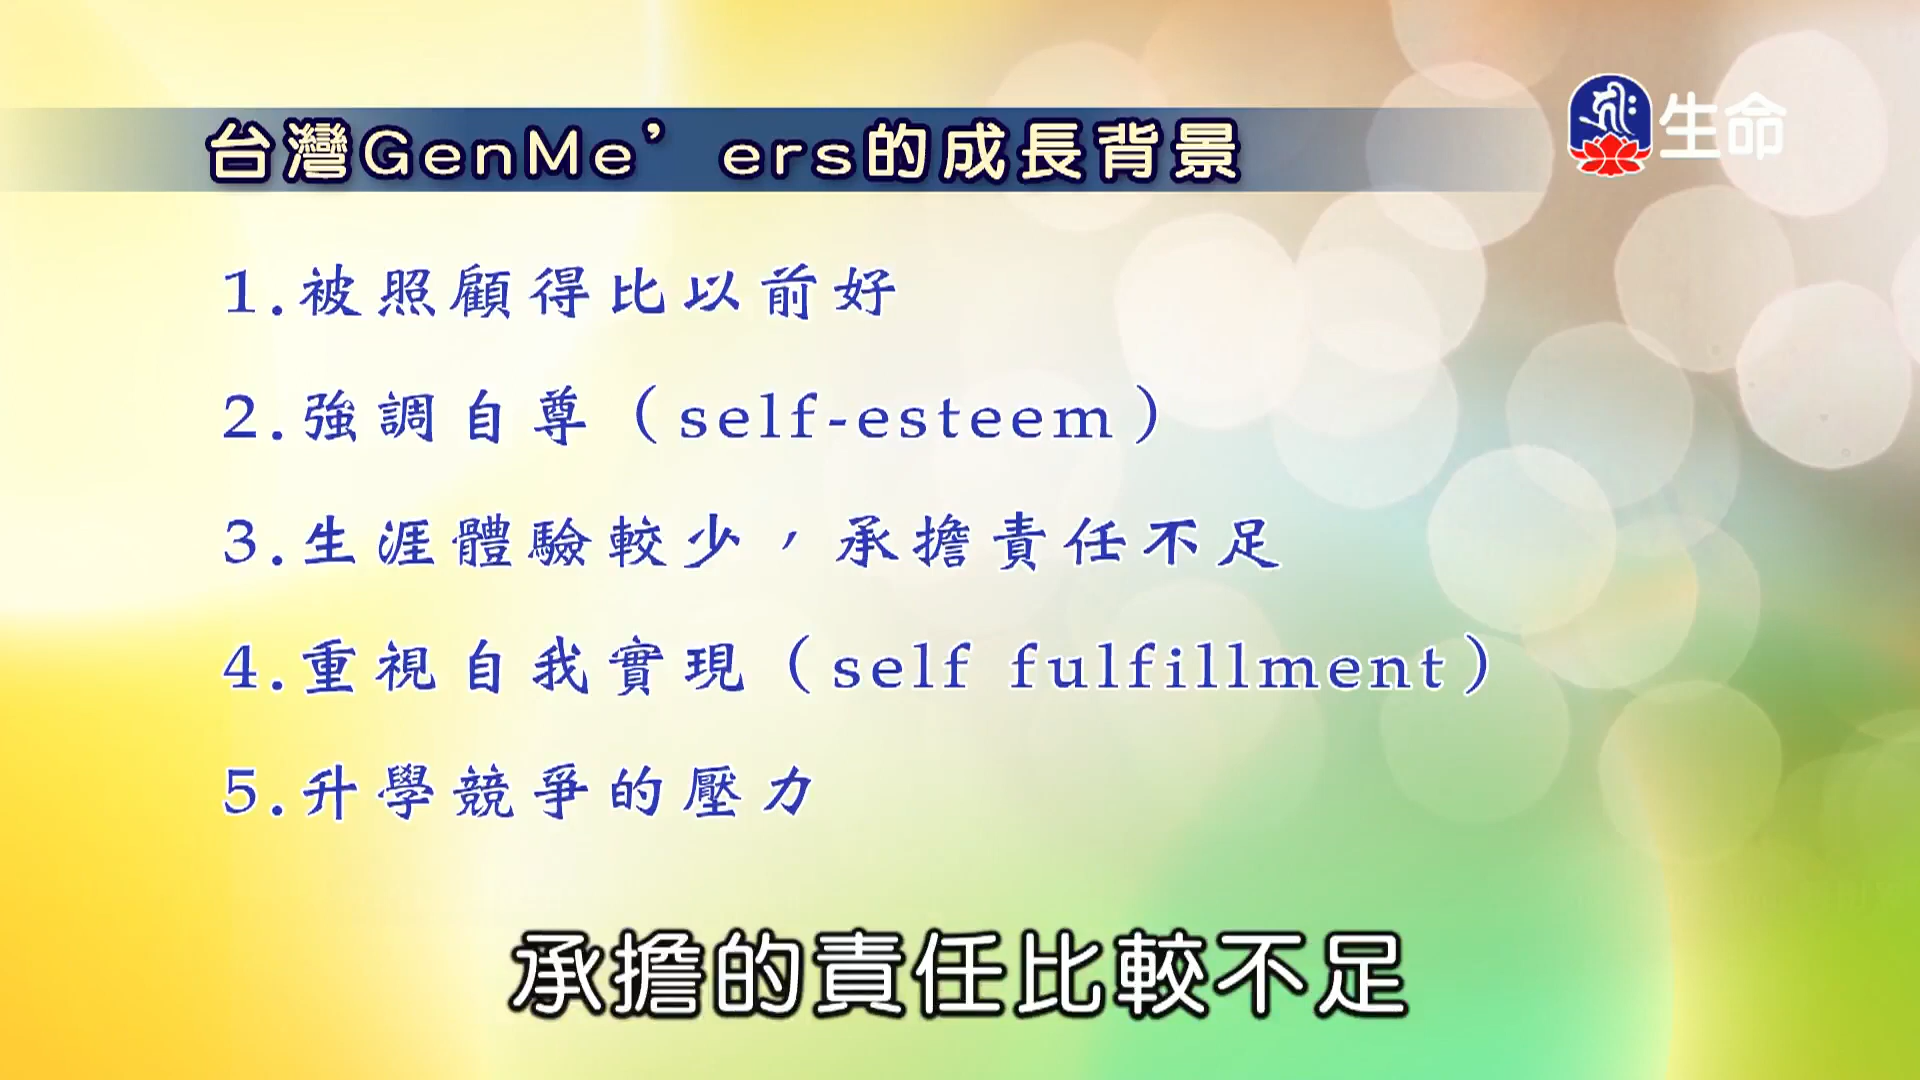 台灣GenMe’ers的成長背景
生命
1.被照顧得比以前好
2.強調自尊（self-esteem）
3.生涯體驗較少，承擔責任不足
4.重視自我實現（self fulfillment）
5.升學競爭的壓力
承擔的責任比較不足